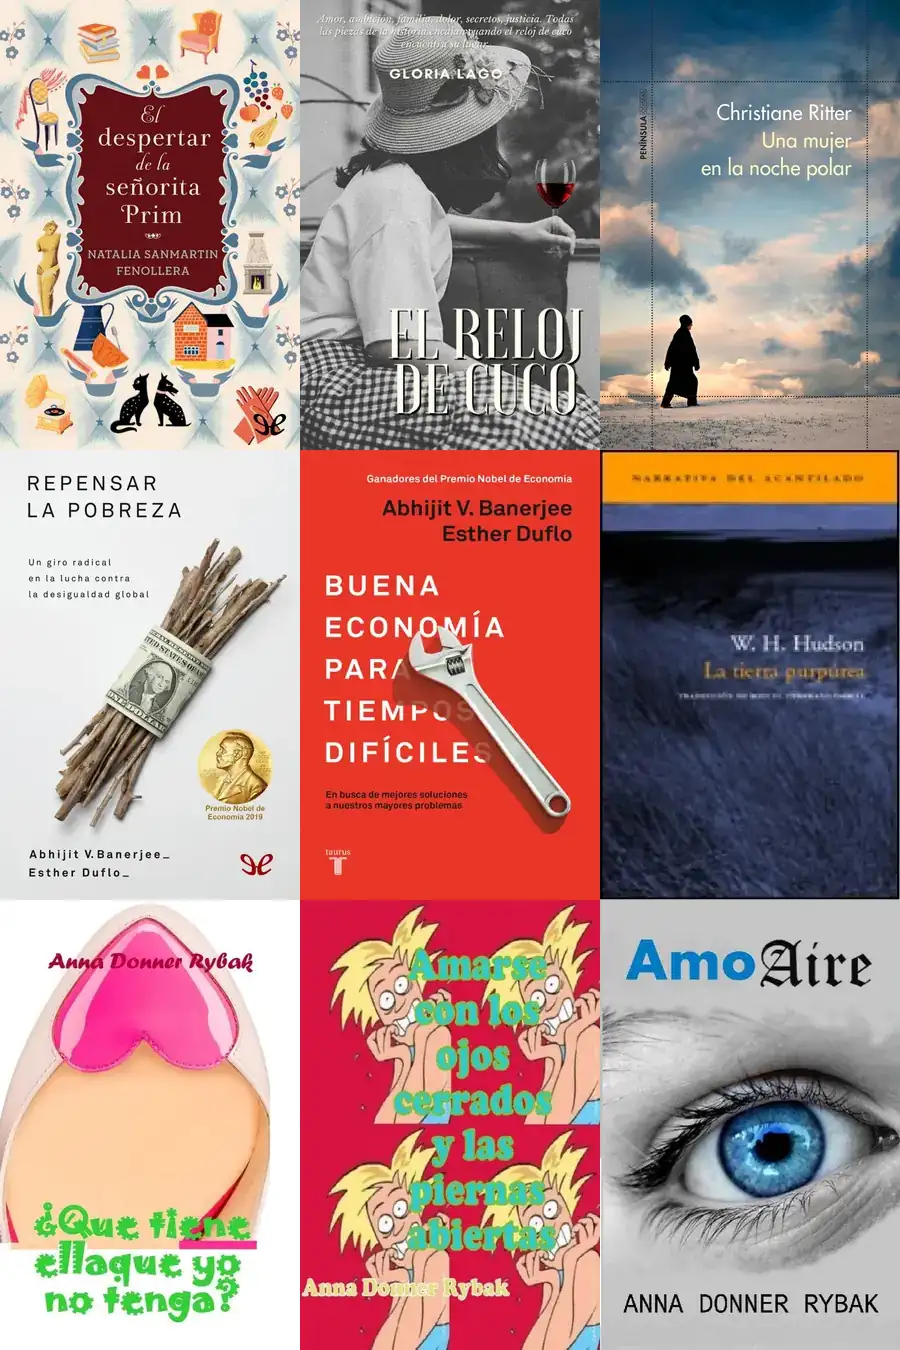 El
despertar
de la
señorita
Prim
NATALIA SANMARTIN
FENOLLERA
Amor, ambición, familia, dolor, secretos, justicia. Todas
las piezas de la historia encajan cuando el reloj de cuco
encuentra su lugar.
GLORIA LAGO
EL RELOJ
DE CUCO
PENÍNSULA
Christiane Ritter
Una mujer
en la noche polar
REPENSAR
LA POBREZA
Un giro radical
en la lucha contra
la desigualdad global
Premio Nobel de
Economía 2019
Abhijit V. Banerjee_
Esther Duflo_
Ganadores del Premio Nobel de Economía
Abhijit V. Banerjee
Esther Duflo
BUENA
ECONOMÍA
PARA
TIEMPOS
DIFÍCILES
En busca de mejores soluciones
a nuestros mayores problemas
taurus
T
NARRATIVA DEL ACANTILADO
W. H. Hudson
La tierra purpúrea
Anna Donner Rybak
¿Que tiene
ellaque yo
no tenga?
Amarse
con los
ojos
cerrados
y las
piernas
abiertas
Anna Donner Rybak
Amo Aire
ANNA DONNER RYBAK